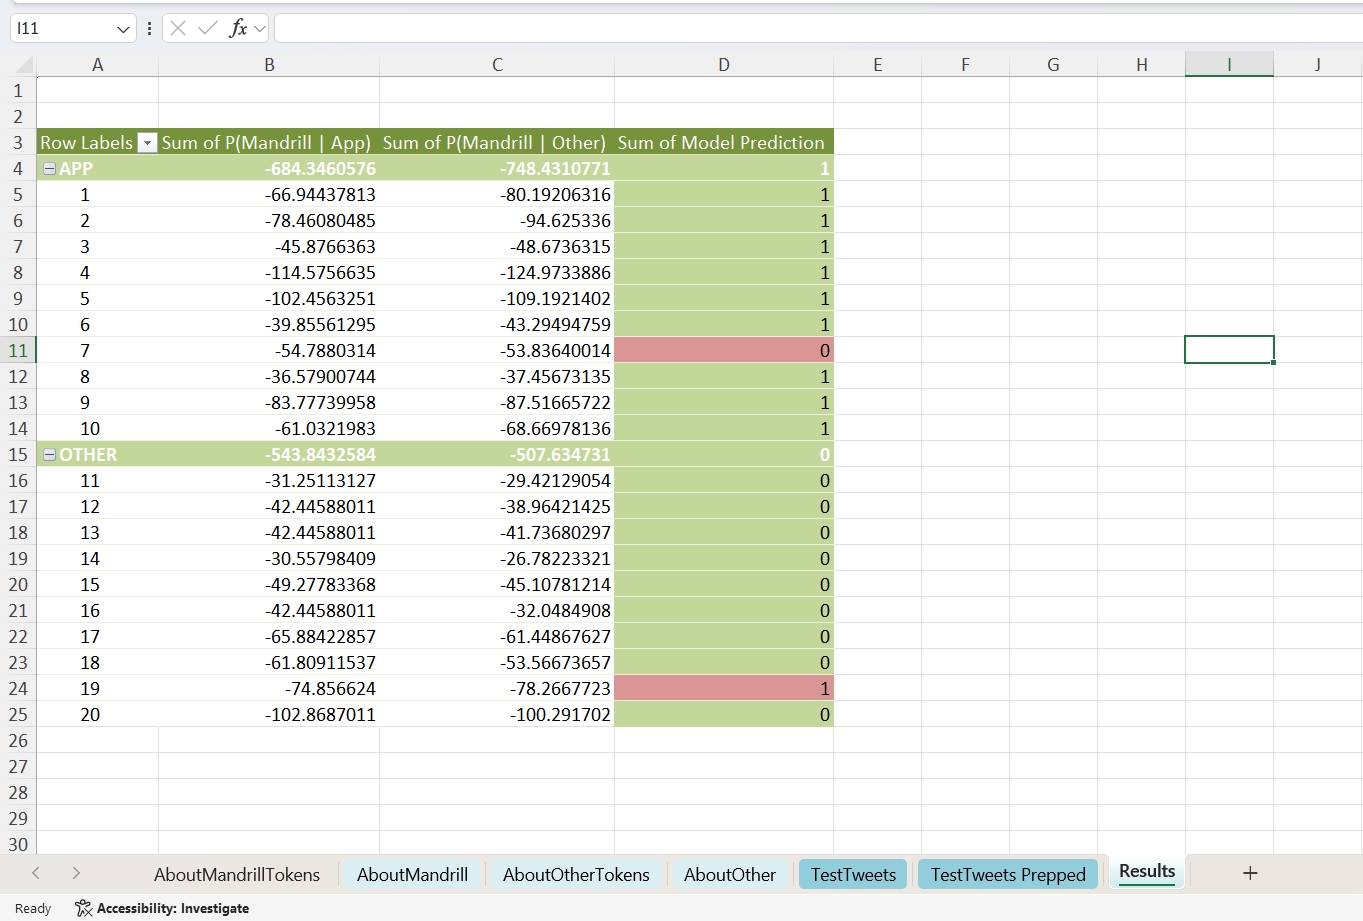 I11
fx
A B C D E F G H I J
1
2
3 Row Labels Sum of P(Mandrill | App) Sum of P(Mandrill | Other) Sum of Model Prediction
4 APP -684.3460576 -748.4310771 1
5 1 -66.94437813 -80.19206316 1
6 2 -78.46080485 -94.625336 1
7 3 -45.8766363 -48.6736315 1
8 4 -114.5756635 -124.9733886 1
9 5 -102.4563251 -109.1921402 1
10 6 -39.85561295 -43.29494759 1
11 7 -54.7880314 -53.83640014 0
12 8 -36.57900744 -37.45673135 1
13 9 -83.77739958 -87.51665722 1
14 10 -61.0321983 -68.66978136 1
15 OTHER -543.8432584 -507.634731 0
16 11 -31.25113127 -29.42129054 0
17 12 -42.44588011 -38.96421425 0
18 13 -42.44588011 -41.73680297 0
19 14 -30.55798409 -26.78223321 0
20 15 -49.27783368 -45.10781214 0
21 16 -42.44588011 -32.0484908 0
22 17 -65.88422857 -61.44867627 0
23 18 -61.80911537 -53.56673657 0
24 19 -74.856624 -78.2667723 1
25 20 -102.8687011 -100.291702 0
26
27
28
29
30
AboutMandrillTokens AboutMandrill AboutOtherTokens AboutOther TestTweets TestTweets Prepped Results +
Ready Accessibility: Investigate